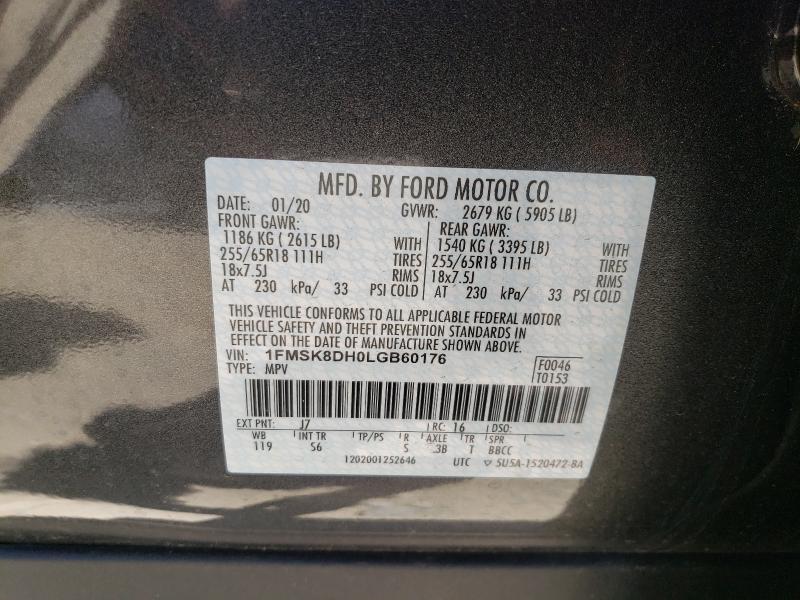 MFD. BY FORD MOTOR CO.
DATE: 01/20 GVWR: 2679 KG ( 5905 LB)
FRONT GAWR: REAR GAWR:
1186 KG ( 2615 LB) WITH 1540 KG ( 3395 LB) WITH
255/65R18 111H TIRES 255/65R18 111H TIRES
18x7.5J RIMS 18x7.5J RIMS
AT 230 kPa/ 33 PSI COLD AT 230 kPa/ 33 PSI COLD
THIS VEHICLE CONFORMS TO ALL APPLICABLE FEDERAL MOTOR
VEHICLE SAFETY AND THEFT PREVENTION STANDARDS IN
EFFECT ON THE DATE OF MANUFACTURE SHOWN ABOVE.
VIN: 1FMSK8DH0LGB60176 F0046
TYPE: MPV T0153
EXT PNT: J7 RC: 16 DSO:
WB INT TR TP/PS R AXLE TR SPR
119 S6 S 3B T BBCC
1202001252646 UTC ▽ 5U5A-1520472-BA